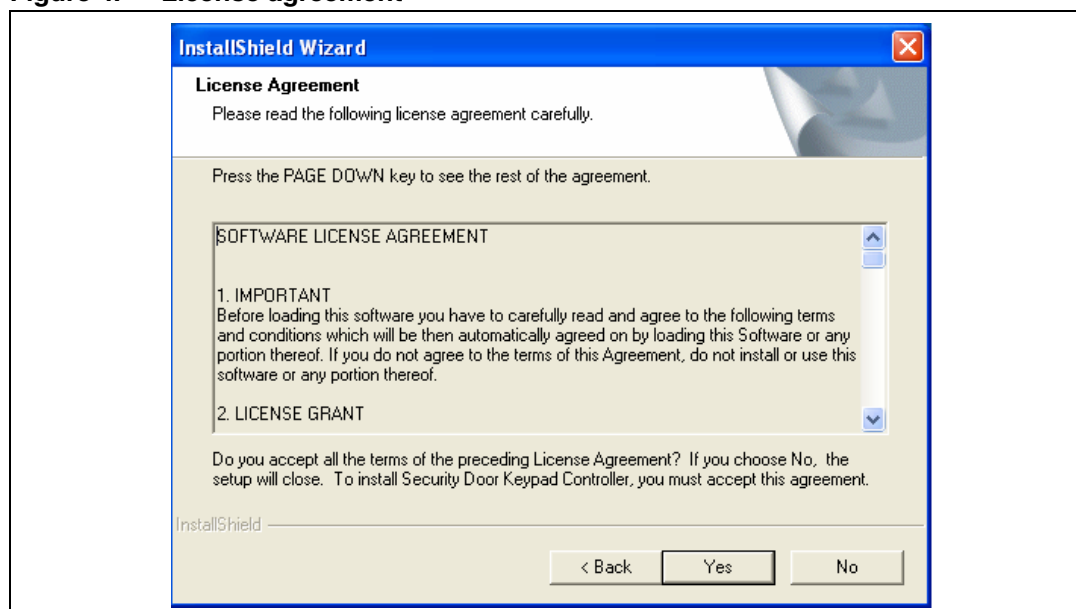 Figure 4. License agreement
InstallShield Wizard
License Agreement
Please read the following license agreement carefully.
Press the PAGE DOWN key to see the rest of the agreement.
SOFTWARE LICENSE AGREEMENT
1. IMPORTANT
Before loading this software you have to carefully read and agree to the following terms
and conditions which will be then automatically agreed on by loading this Software or any
portion thereof. If you do not agree to the terms of this Agreement, do not install or use this
software or any portion thereof.
2. LICENSE GRANT
Do you accept all the terms of the preceding License Agreement? If you choose No, the
setup will close. To install Security Door Keypad Controller, you must accept this agreement.
InstallShield
< Back
Yes
No